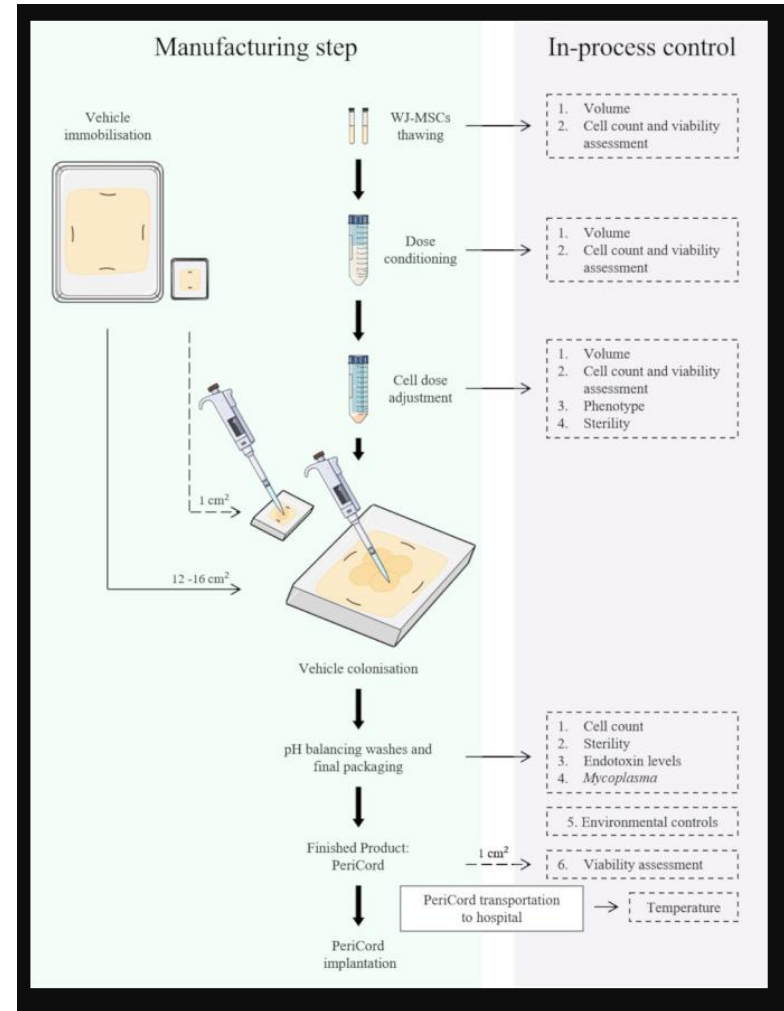 Manufacturing step
In-process control
Vehicle
immobilisation
WJ-MSCs
thawing
1. Volume
2. Cell count and viability
assessment
Dose
conditioning
1. Volume
2. Cell count and viability
assessment
Cell dose
adjustment
1. Volume
2. Cell count and viability
assessment
3. Phenotype
4. Sterility
1 cm²
12 -16 cm²
Vehicle colonisation
pH balancing washes and
final packaging
1. Cell count
2. Sterility
3. Endotoxin levels
4. Mycoplasma
5. Environmental controls
Finished Product:
PeriCord
1 cm²
6. Viability assessment
PeriCord transportation
to hospital
Temperature
PeriCord
implantation